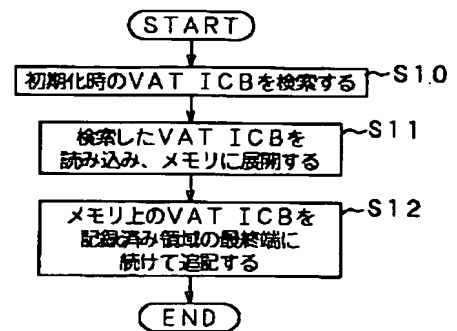 START
初期化時のVAT ICBを検索する
S10
検索したVAT ICBを
読み込み、メモリに展開する
S11
メモリ上のVAT ICBを
記録済み領域の最終端に
続けて追記する
S12
END